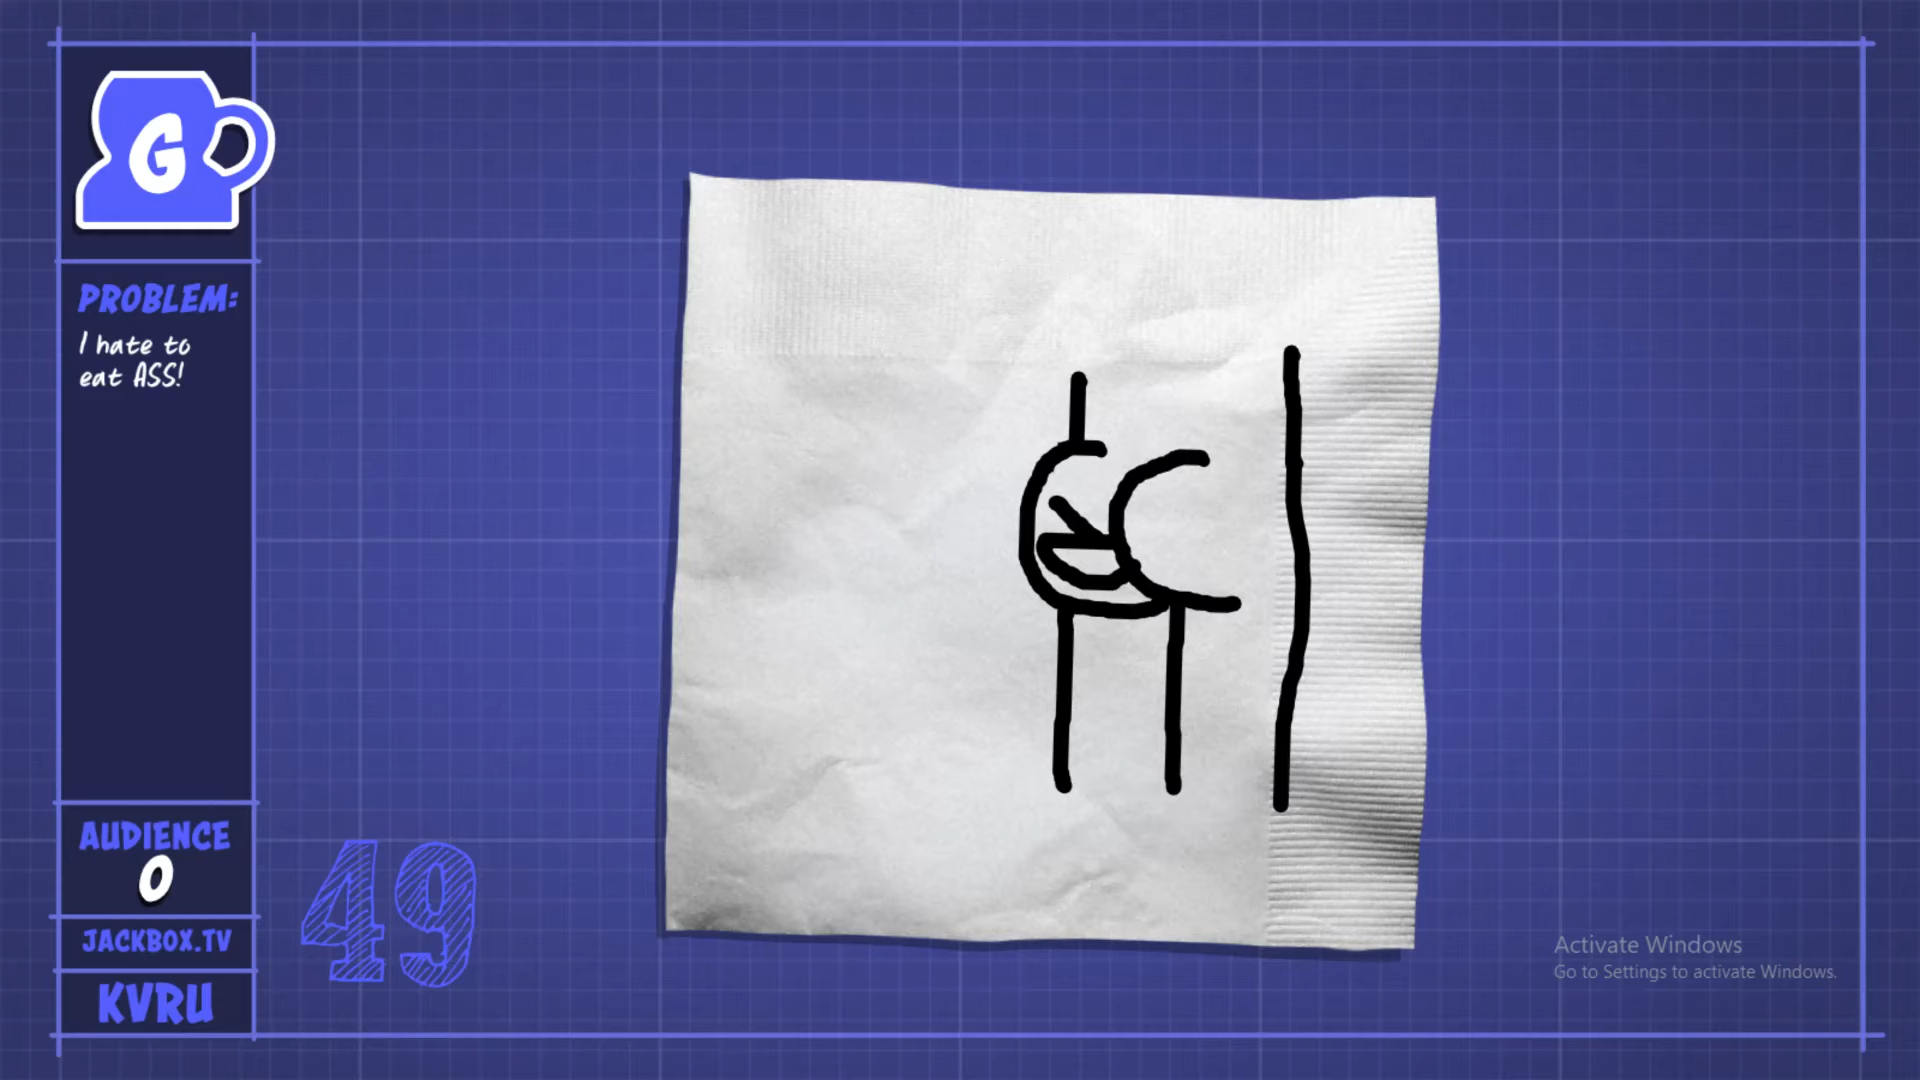 G
PROBLEM:
I hate to
eat ASS!
AUDIENCE
0
JACKBOX.TV
KVRU
49
Activate Windows
Go to Settings to activate Windows.